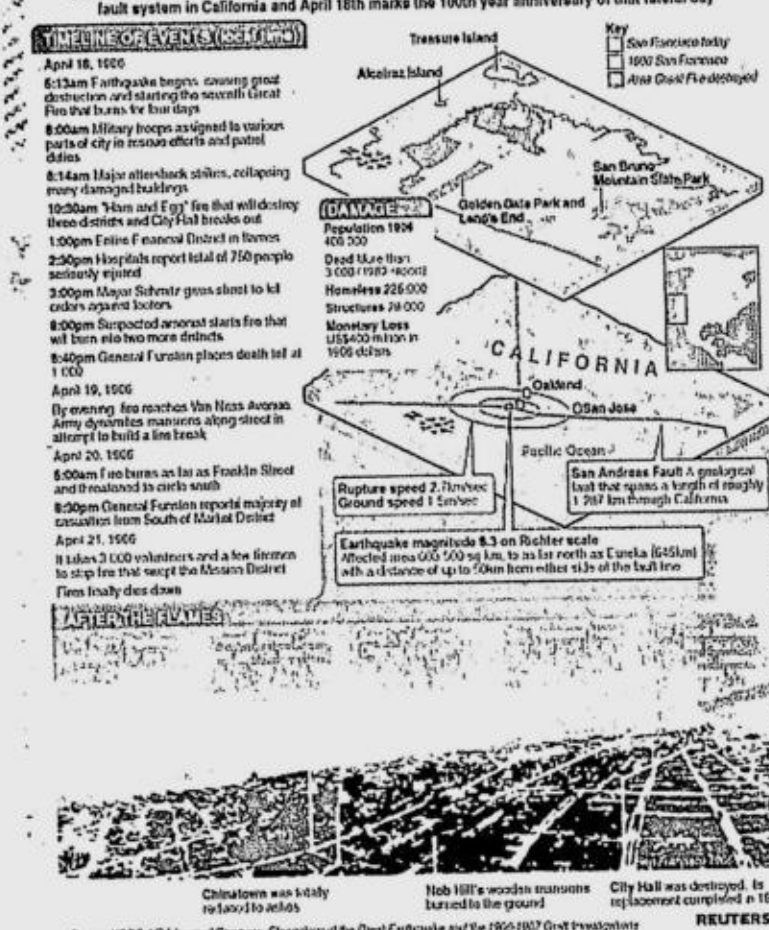 fault system in California and April 18th marks the 100th year anniversary of that fateful day
TIMELINE OF EVENTS (local time)
April 18, 1906
5:13am Earthquake begins causing great
destruction and starting the seventh Great
Fire that burns for four days
8:00am Military troops assigned to various
parts of city in rescue efforts and patrol
duties
8:14am Major aftershock strikes, collapsing
many damaged buildings
10:30am "Ham and Egg" fire that will destroy
three districts and City Hall breaks out
1:00pm Entire Financial District in flames
2:30pm Hospitals report total of 750 people
seriously injured
3:00pm Mayor Schmitz gives shoot to kill
orders against looters
8:00pm Suspected arsonist starts fire that
will burn into two more districts
8:40pm General Funston places death toll at
1 000
April 19, 1906
By evening fire reaches Van Ness Avenue
Army dynamites mansions along street in
attempt to build a fire break
April 20, 1906
5:00am Fire burns as far as Franklin Street
and threatened to circle south
8:30pm General Funston reports majority of
casualties from South of Market District
April 21, 1906
It takes 3 000 volunteers and a few firemen
to stop fire that swept the Mission District
Fires finally dies down
Treasure Island
Alcatraz Island
Key
San Francisco today
1906 San Francisco
Area Great Fire destroyed
San Bruno
Mountain State Park
Golden Gate Park and
Land's End
DAMAGE
Population 1906
400 000
Dead More than
3 000
Homeless 225 000
Structures 28 000
Monetary Loss
US$400 million in
1906 dollars
CALIFORNIA
Oakland
San Jose
Pacific Ocean
Rupture speed 2.7km/sec
Ground speed 1.5m/sec
San Andreas Fault A geological
fault that spans a length of roughly
1 287 km through California
Earthquake magnitude 8.3 on Richter scale
Affected area sq km, to as far north as Eureka
with a distance of up to 50km from either side of the fault line
AFTER THE FLAMES
Chinatown was totally
reduced to ashes
Nob Hill's wooden mansions
burned to the ground
City Hall was destroyed. Is
replacement completed in
REUTERS